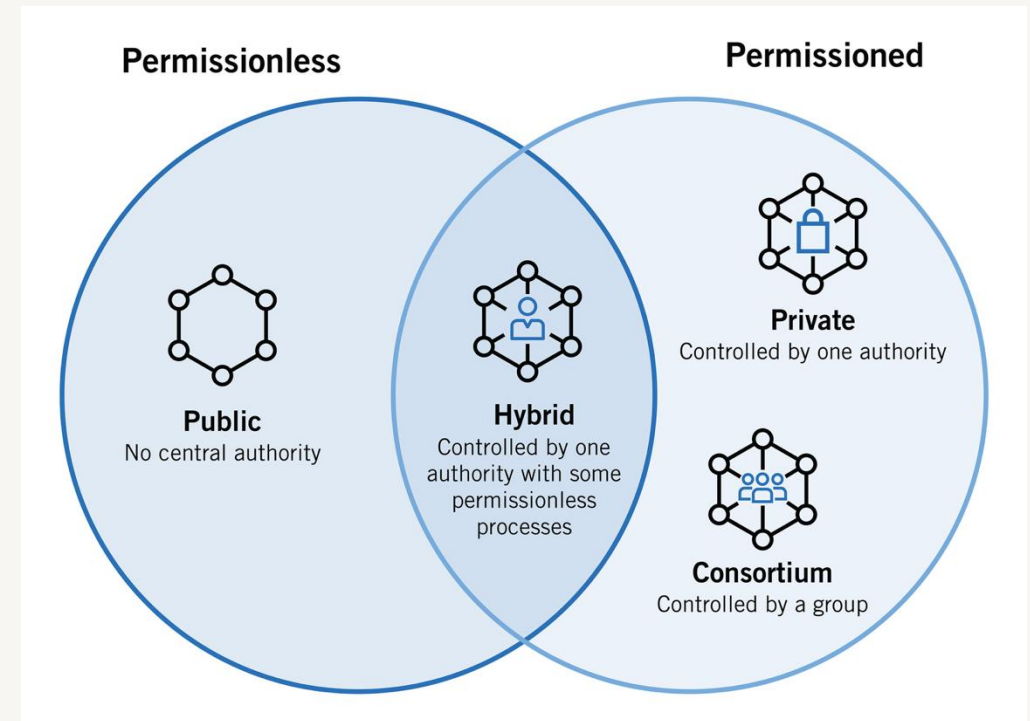 Permissionless
Permissioned
Public
No central authority
Hybrid
Controlled by one
authority with some
permissionless
processes
Private
Controlled by one authority
Consortium
Controlled by a group